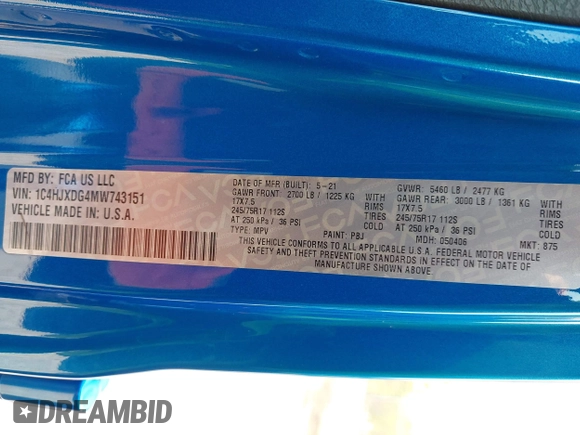 MFD BY: FCA US LLC
VIN: 1C4HJXDG4MW743151
VEHICLE MADE IN: U.S.A.
DATE OF MFR (BUILT): 5-21
GAWR FRONT: 2700 LB / 1225 KG WITH
17X7.5 RIMS
245/75R17 112S TIRES
AT 250 kPa / 36 PSI COLD
TYPE: MPV PAINT: PBJ
GVWR: 5460 LB / 2477 KG
GAWR REAR: 3000 LB / 1361 KG WITH
17X7.5 RIMS
245/75R17 112S TIRES
AT 250 kPa / 36 PSI COLD
MDH: 050406 MKT: 875
THIS VEHICLE CONFORMS TO ALL APPLICABLE U.S.A. FEDERAL MOTOR VEHICLE
SAFETY AND THEFT PREVENTION STANDARDS IN EFFECT ON THE DATE OF
MANUFACTURE SHOWN ABOVE
DREAMBID